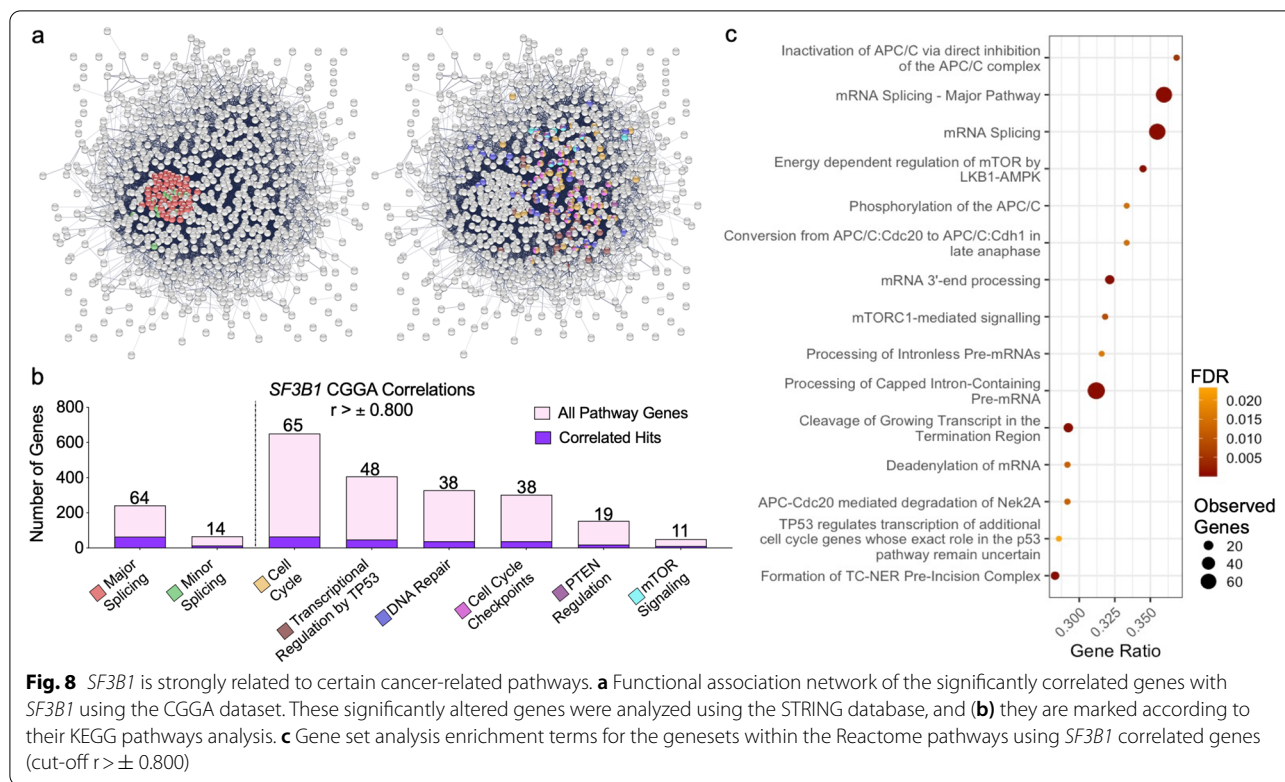 a
c
Inactivation of APC/C via direct inhibition
of the APC/C complex
mRNA Splicing - Major Pathway
mRNA Splicing
Energy dependent regulation of mTOR by
LKB1-AMPK
Phosphorylation of the APC/C
Conversion from APC/C:Cdc20 to APC/C:Cdh1 in
late anaphase
mRNA 3'-end processing
mTORC1-mediated signalling
Processing of Intronless Pre-mRNAs
Processing of Capped Intron-Containing
Pre-mRNA
Cleavage of Growing Transcript in the
Termination Region
Deadenylation of mRNA
APC-Cdc20 mediated degradation of Nek2A
TP53 regulates transcription of additional
cell cycle genes whose exact role in the p53
pathway remain uncertain
Formation of TC-NER Pre-Incision Complex
0.300
0.325
0.350
Gene Ratio
FDR
0.020
0.015
0.010
0.005
Observed
Genes
20
40
60
b
SF3B1 CGGA Correlations
r > ± 0.800
All Pathway Genes
Correlated Hits
Number of Genes
800
600
400
200
0
64
14
65
48
38
38
19
11
Major
Splicing
Minor
Splicing
Cell
Cycle
Transcriptional
Regulation by TP53
DNA Repair
Cell Cycle
Checkpoints
PTEN
Regulation
mTOR
Signaling
Fig. 8 SF3B1 is strongly related to certain cancer-related pathways. a Functional association network of the significantly correlated genes with
SF3B1 using the CGGA dataset. These significantly altered genes were analyzed using the STRING database, and (b) they are marked according to
their KEGG pathways analysis. c Gene set analysis enrichment terms for the genesets within the Reactome pathways using SF3B1 correlated genes
(cut-off r > ± 0.800)